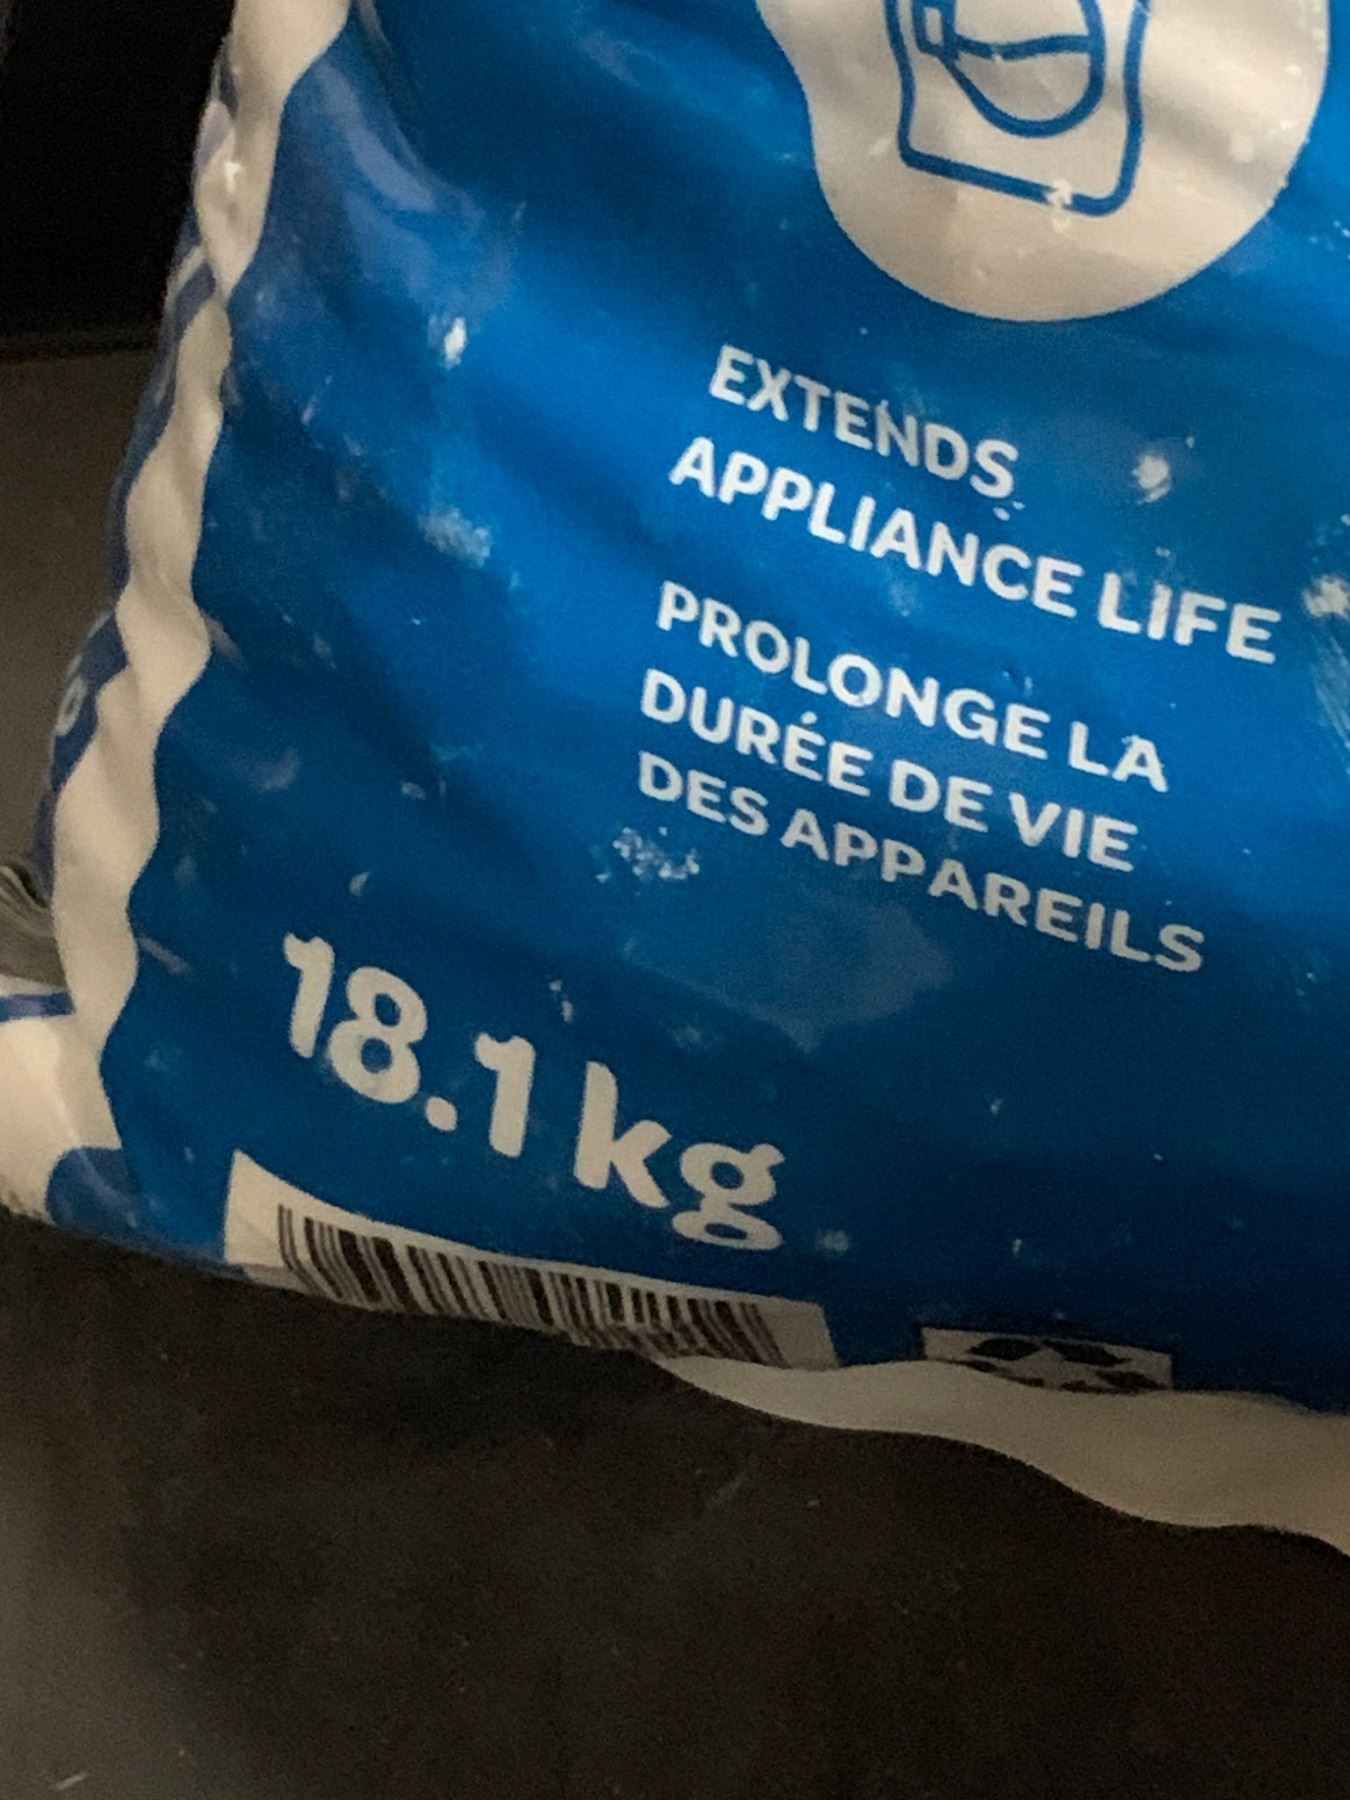 EXTENDS
APPLIANCE LIFE
PROLONGE LA
DURÉE DE VIE
DES APPAREILS
18.1 kg